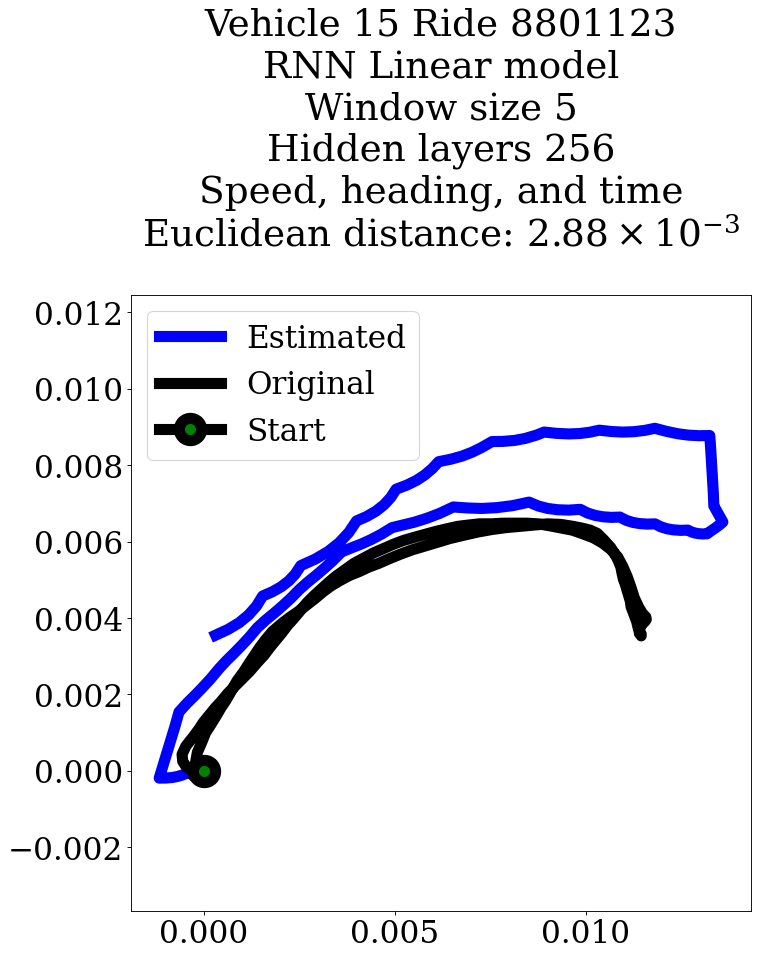 Vehicle 15 Ride 8801123
RNN Linear model
Window size 5
Hidden layers 256
Speed, heading, and time
Euclidean distance: 2.88 × 10⁻³
0.012
0.010
0.008
0.006
0.004
0.002
0.000
−0.002
Estimated
Original
Start
0.000 0.005 0.010